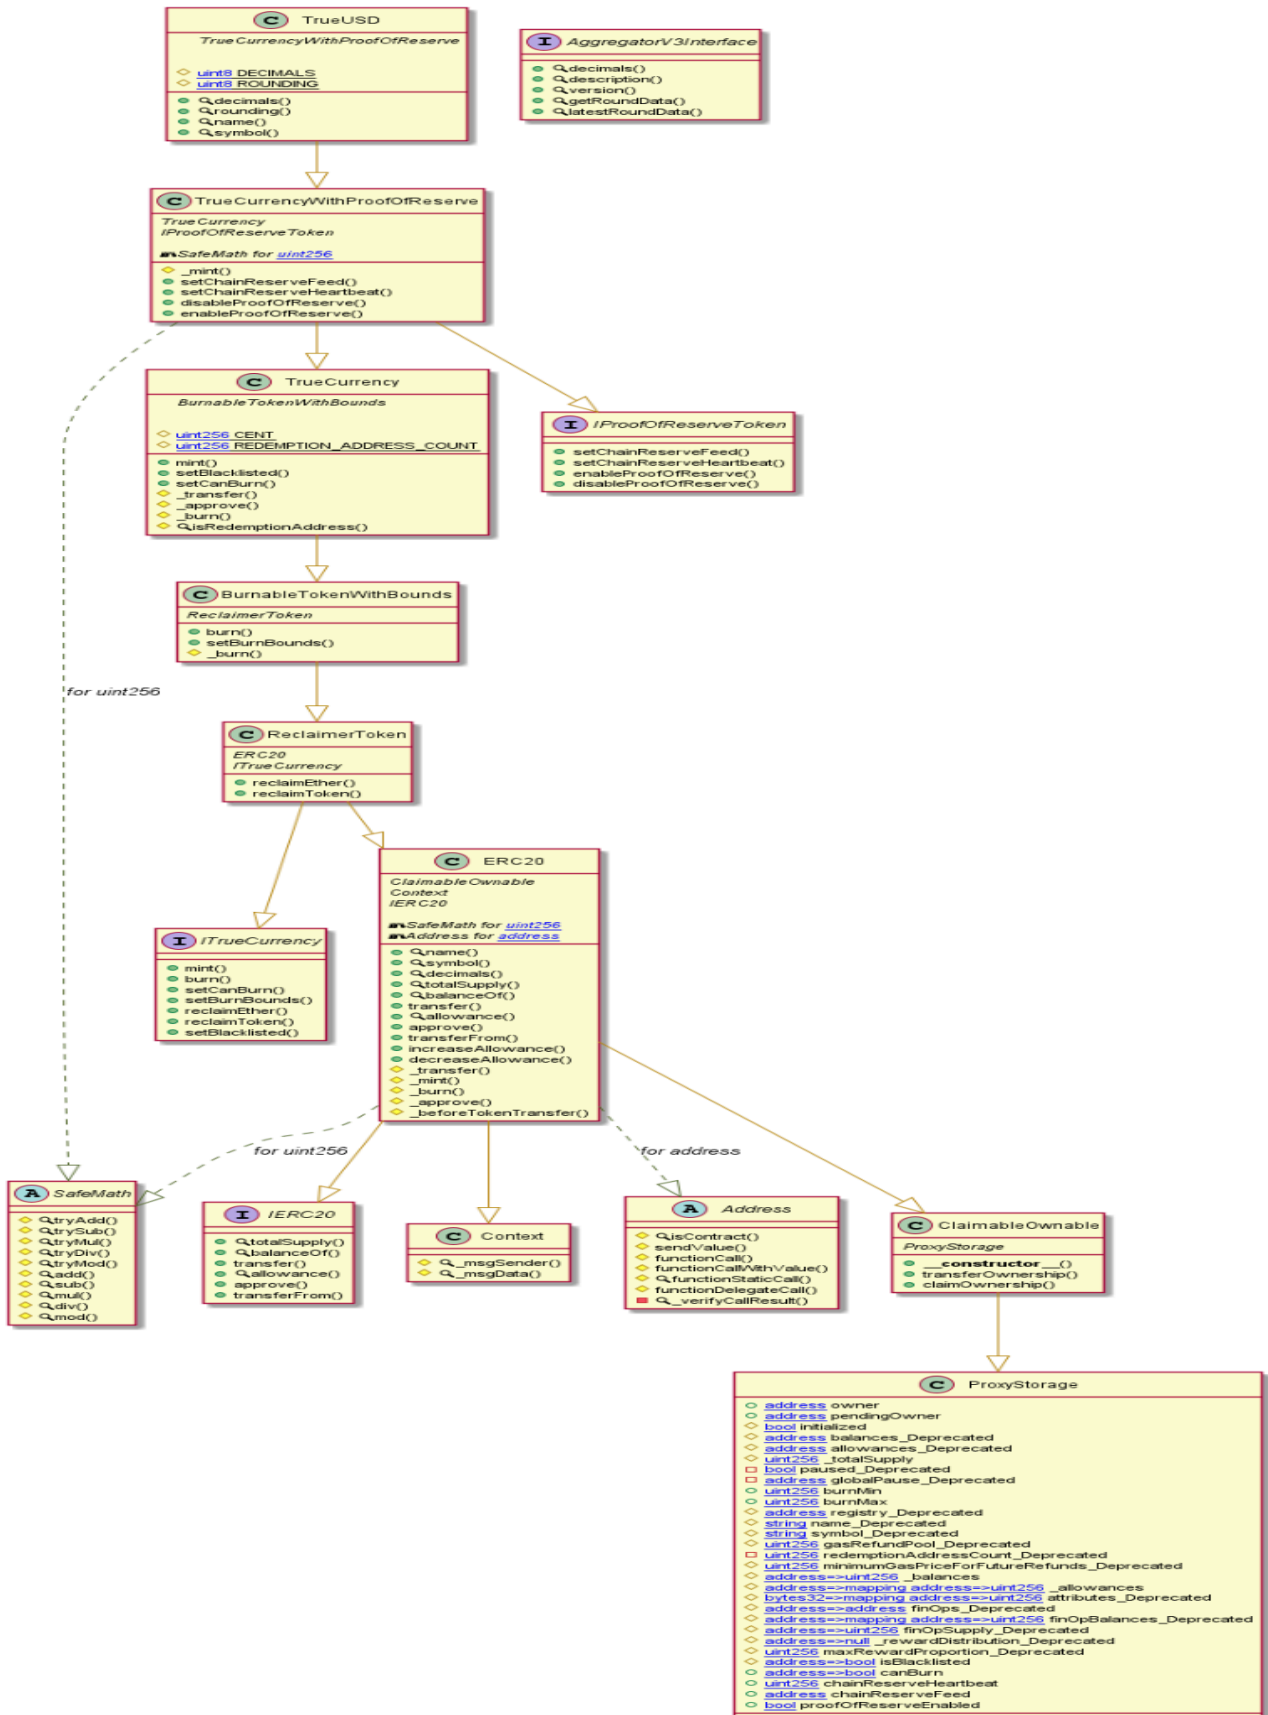 C TrueUSD
TrueCurrencyWithProofOfReserve
uint8 DECIMALS
uint8 ROUNDING
decimals()
rounding()
name()
symbol()
I AggregatorV3Interface
decimals()
description()
version()
getRoundData()
latestRoundData()
C TrueCurrencyWithProofOfReserve
TrueCurrency
IProofOfReserveToken
SafeMath for uint256
_mint()
setChainReserveFeed()
setChainReserveHeartbeat()
disableProofOfReserve()
enableProofOfReserve()
C TrueCurrency
BurnableTokenWithBounds
uint256 CENT
uint256 REDEMPTION_ADDRESS_COUNT
mint()
setBlacklisted()
setCanBurn()
_transfer()
_approve()
_burn()
isRedemptionAddress()
I IProofOfReserveToken
setChainReserveFeed()
setChainReserveHeartbeat()
enableProofOfReserve()
disableProofOfReserve()
C BurnableTokenWithBounds
ReclaimerToken
burn()
setBurnBounds()
_burn()
for uint256
C ReclaimerToken
ERC20
ITrueCurrency
reclaimEther()
reclaimToken()
C ERC20
ClaimableOwnable
Context
IERC20
SafeMath for uint256
Address for address
name()
symbol()
decimals()
totalSupply()
balanceOf()
transfer()
allowance()
approve()
transferFrom()
increaseAllowance()
decreaseAllowance()
_transfer()
_mint()
_burn()
_approve()
_beforeTokenTransfer()
I ITrueCurrency
mint()
burn()
setCanBurn()
setBurnBounds()
reclaimEther()
reclaimToken()
setBlacklisted()
for uint256
for address
A SafeMath
tryAdd()
trySub()
tryMul()
tryDiv()
tryMod()
add()
sub()
mul()
div()
mod()
I IERC20
totalSupply()
balanceOf()
transfer()
allowance()
approve()
transferFrom()
C Context
_msgSender()
_msgData()
A Address
isContract()
sendValue()
functionCall()
functionCallWithValue()
functionStaticCall()
functionDelegateCall()
_verifyCallResult()
C ClaimableOwnable
ProxyStorage
__constructor__()
transferOwnership()
claimOwnership()
C ProxyStorage
address owner
address pendingOwner
bool initialized
address balances_Deprecated
address allowances_Deprecated
uint256 _totalSupply
bool paused_Deprecated
address globalPause_Deprecated
uint256 burnMin
uint256 burnMax
address registry_Deprecated
string name_Deprecated
string symbol_Deprecated
uint256 gasRefundPool_Deprecated
uint256 redemptionAddressCount_Deprecated
uint256 minimumGasPriceForFutureRefunds_Deprecated
address=>uint256 _balances
address=>mapping address=>uint256 _allowances
bytes32=>mapping address=>uint256 attributes_Deprecated
address=>address finOps_Deprecated
address=>mapping address=>uint256 finOpBalances_Deprecated
address=>uint256 finOpSupply_Deprecated
address=>null _rewardDistribution_Deprecated
uint256 maxRewardProportion_Deprecated
address=>bool isBlacklisted
address=>bool canBurn
uint256 chainReserveHeartbeat
address chainReserveFeed
bool proofOfReserveEnabled